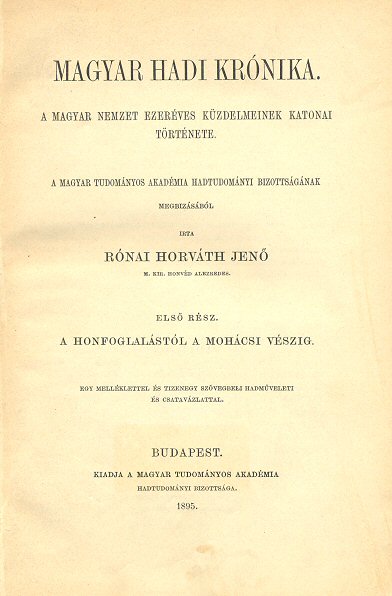 MAGYAR HADI KRÓNIKA.
A MAGYAR NEMZET EZERÉVES KÜZDELMEINEK KATONAI
TÖRTÉNETE.
A MAGYAR TUDOMÁNYOS AKADÉMIA HADTUDOMÁNYI BIZOTTSÁGÁNAK
MEGBIZÁSÁBÓL
IRTA
RÓNAI HORVÁTH JENŐ
M. KIR. HONVÉD ALEZREDES.
ELSŐ RÉSZ.
A HONFOGLALÁSTÓL A MOHÁCSI VÉSZIG.
EGY MELLÉKLETTEL ÉS TIZENEGY SZÖVEGBELI HADMŰVELETI
ÉS CSATAVÁZLATTAL.
BUDAPEST.
KIADJA A MAGYAR TUDOMÁNYOS AKADÉMIA
HADTUDOMÁNYI BIZOTTSÁGA.
1895.